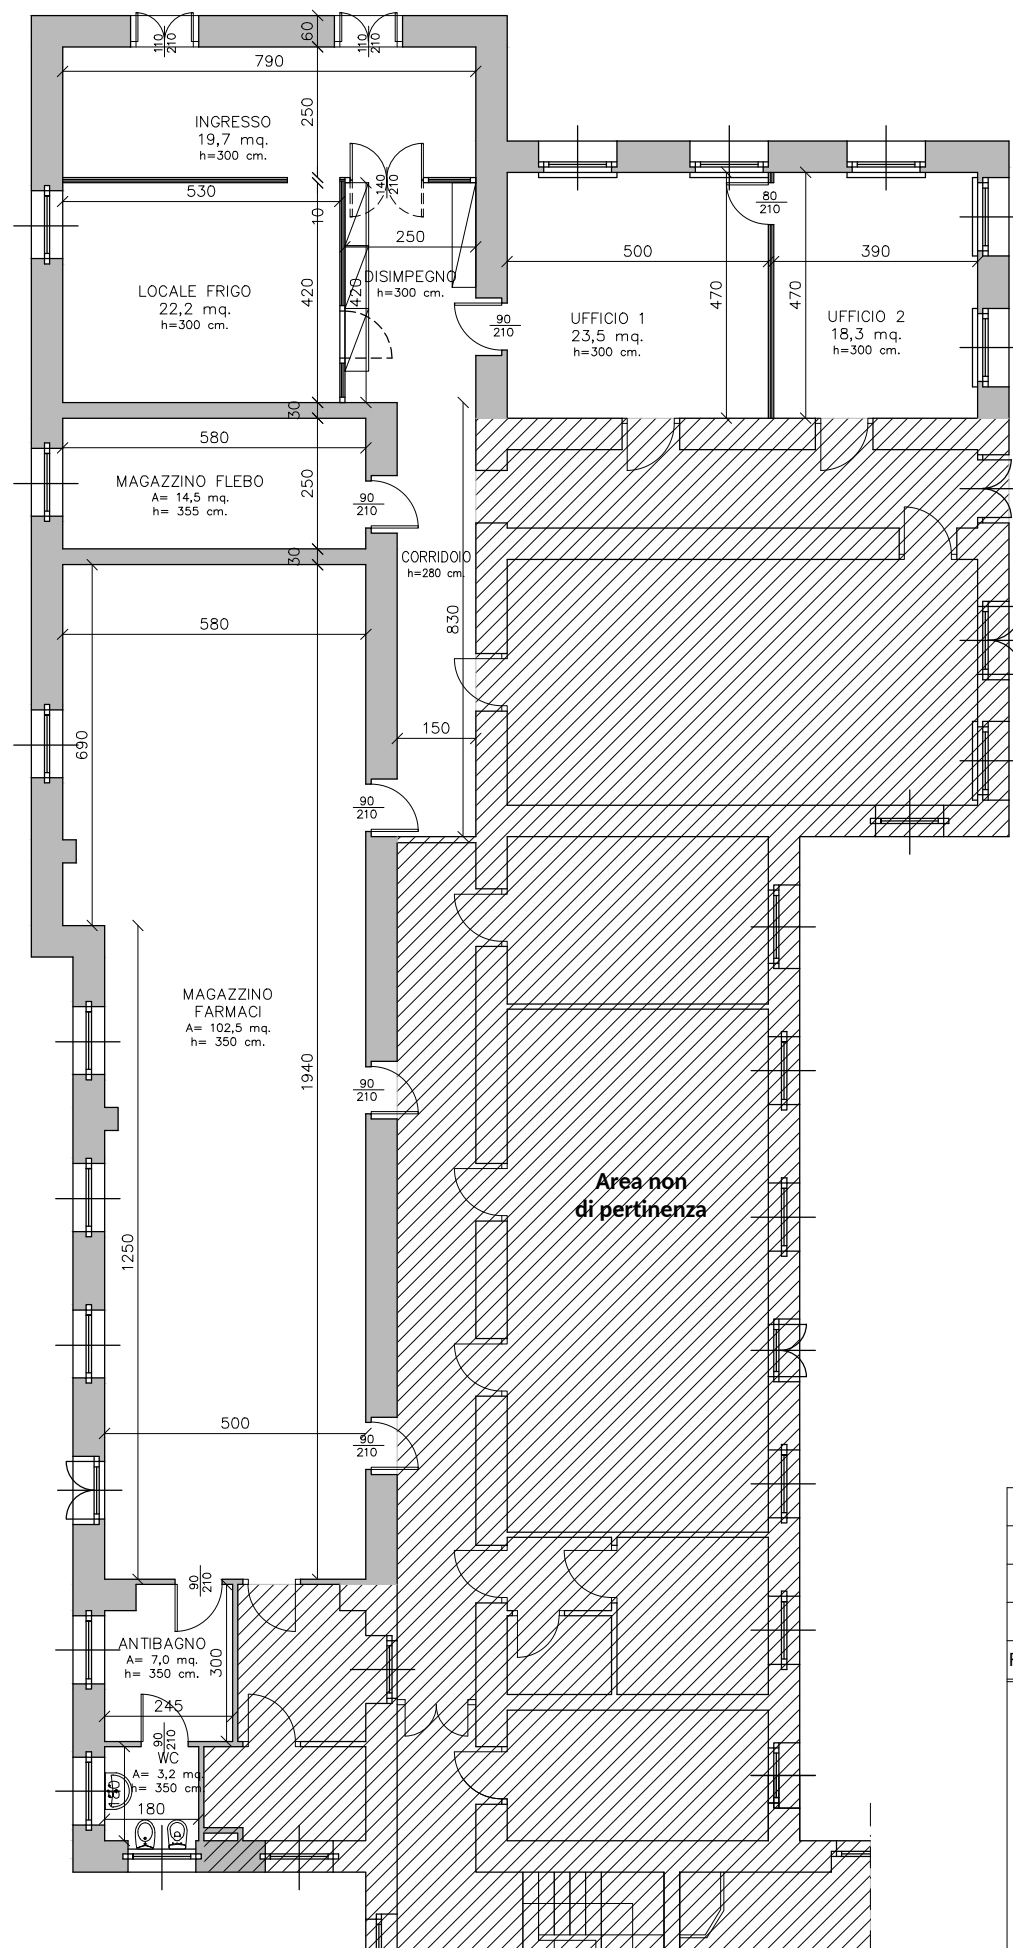 110
210
110
210
60
790
250
INGRESSO
19,7 mq.
h=300 cm.
530
10
140
210
250
DISIMPEGNO
h=300 cm.
420
420
LOCALE FRIGO
22,2 mq.
h=300 cm.
90
210
80
210
500
390
470
470
UFFICIO 1
23,5 mq.
h=300 cm.
UFFICIO 2
18,3 mq.
h=300 cm.
30
580
MAGAZZINO FLEBO
A= 14,5 mq.
h= 355 cm.
250
90
210
30
CORRIDOIO
h=280 cm.
830
580
690
150
90
210
MAGAZZINO
FARMACI
A= 102,5 mq.
h= 350 cm.
1940
90
210
1250
Area non
di pertinenza
500
90
210
90
210
ANTIBAGNO
A= 7,0 mq.
h= 350 cm.
300
245
90
210
WC
A= 3,2 mq.
h= 350 cm.
180